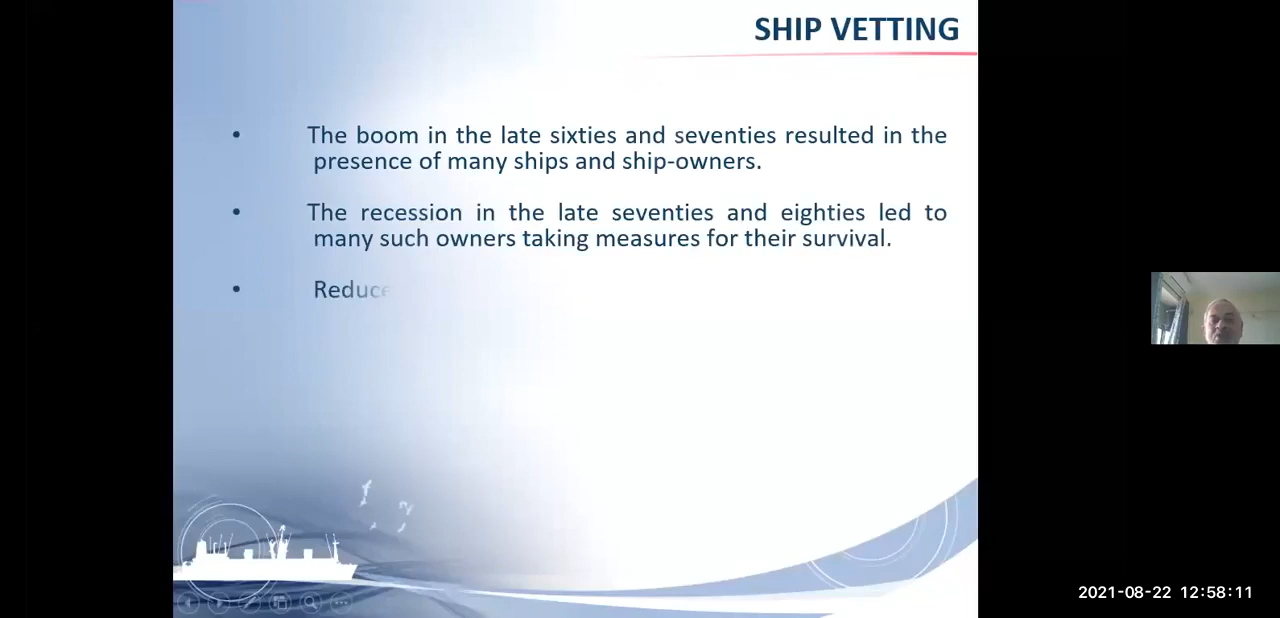 SHIP VETTING
• The boom in the late sixties and seventies resulted in the
presence of many ships and ship-owners.
• The recession in the late seventies and eighties led to
many such owners taking measures for their survival.
• Reduce
2021-08-22 12:58:11